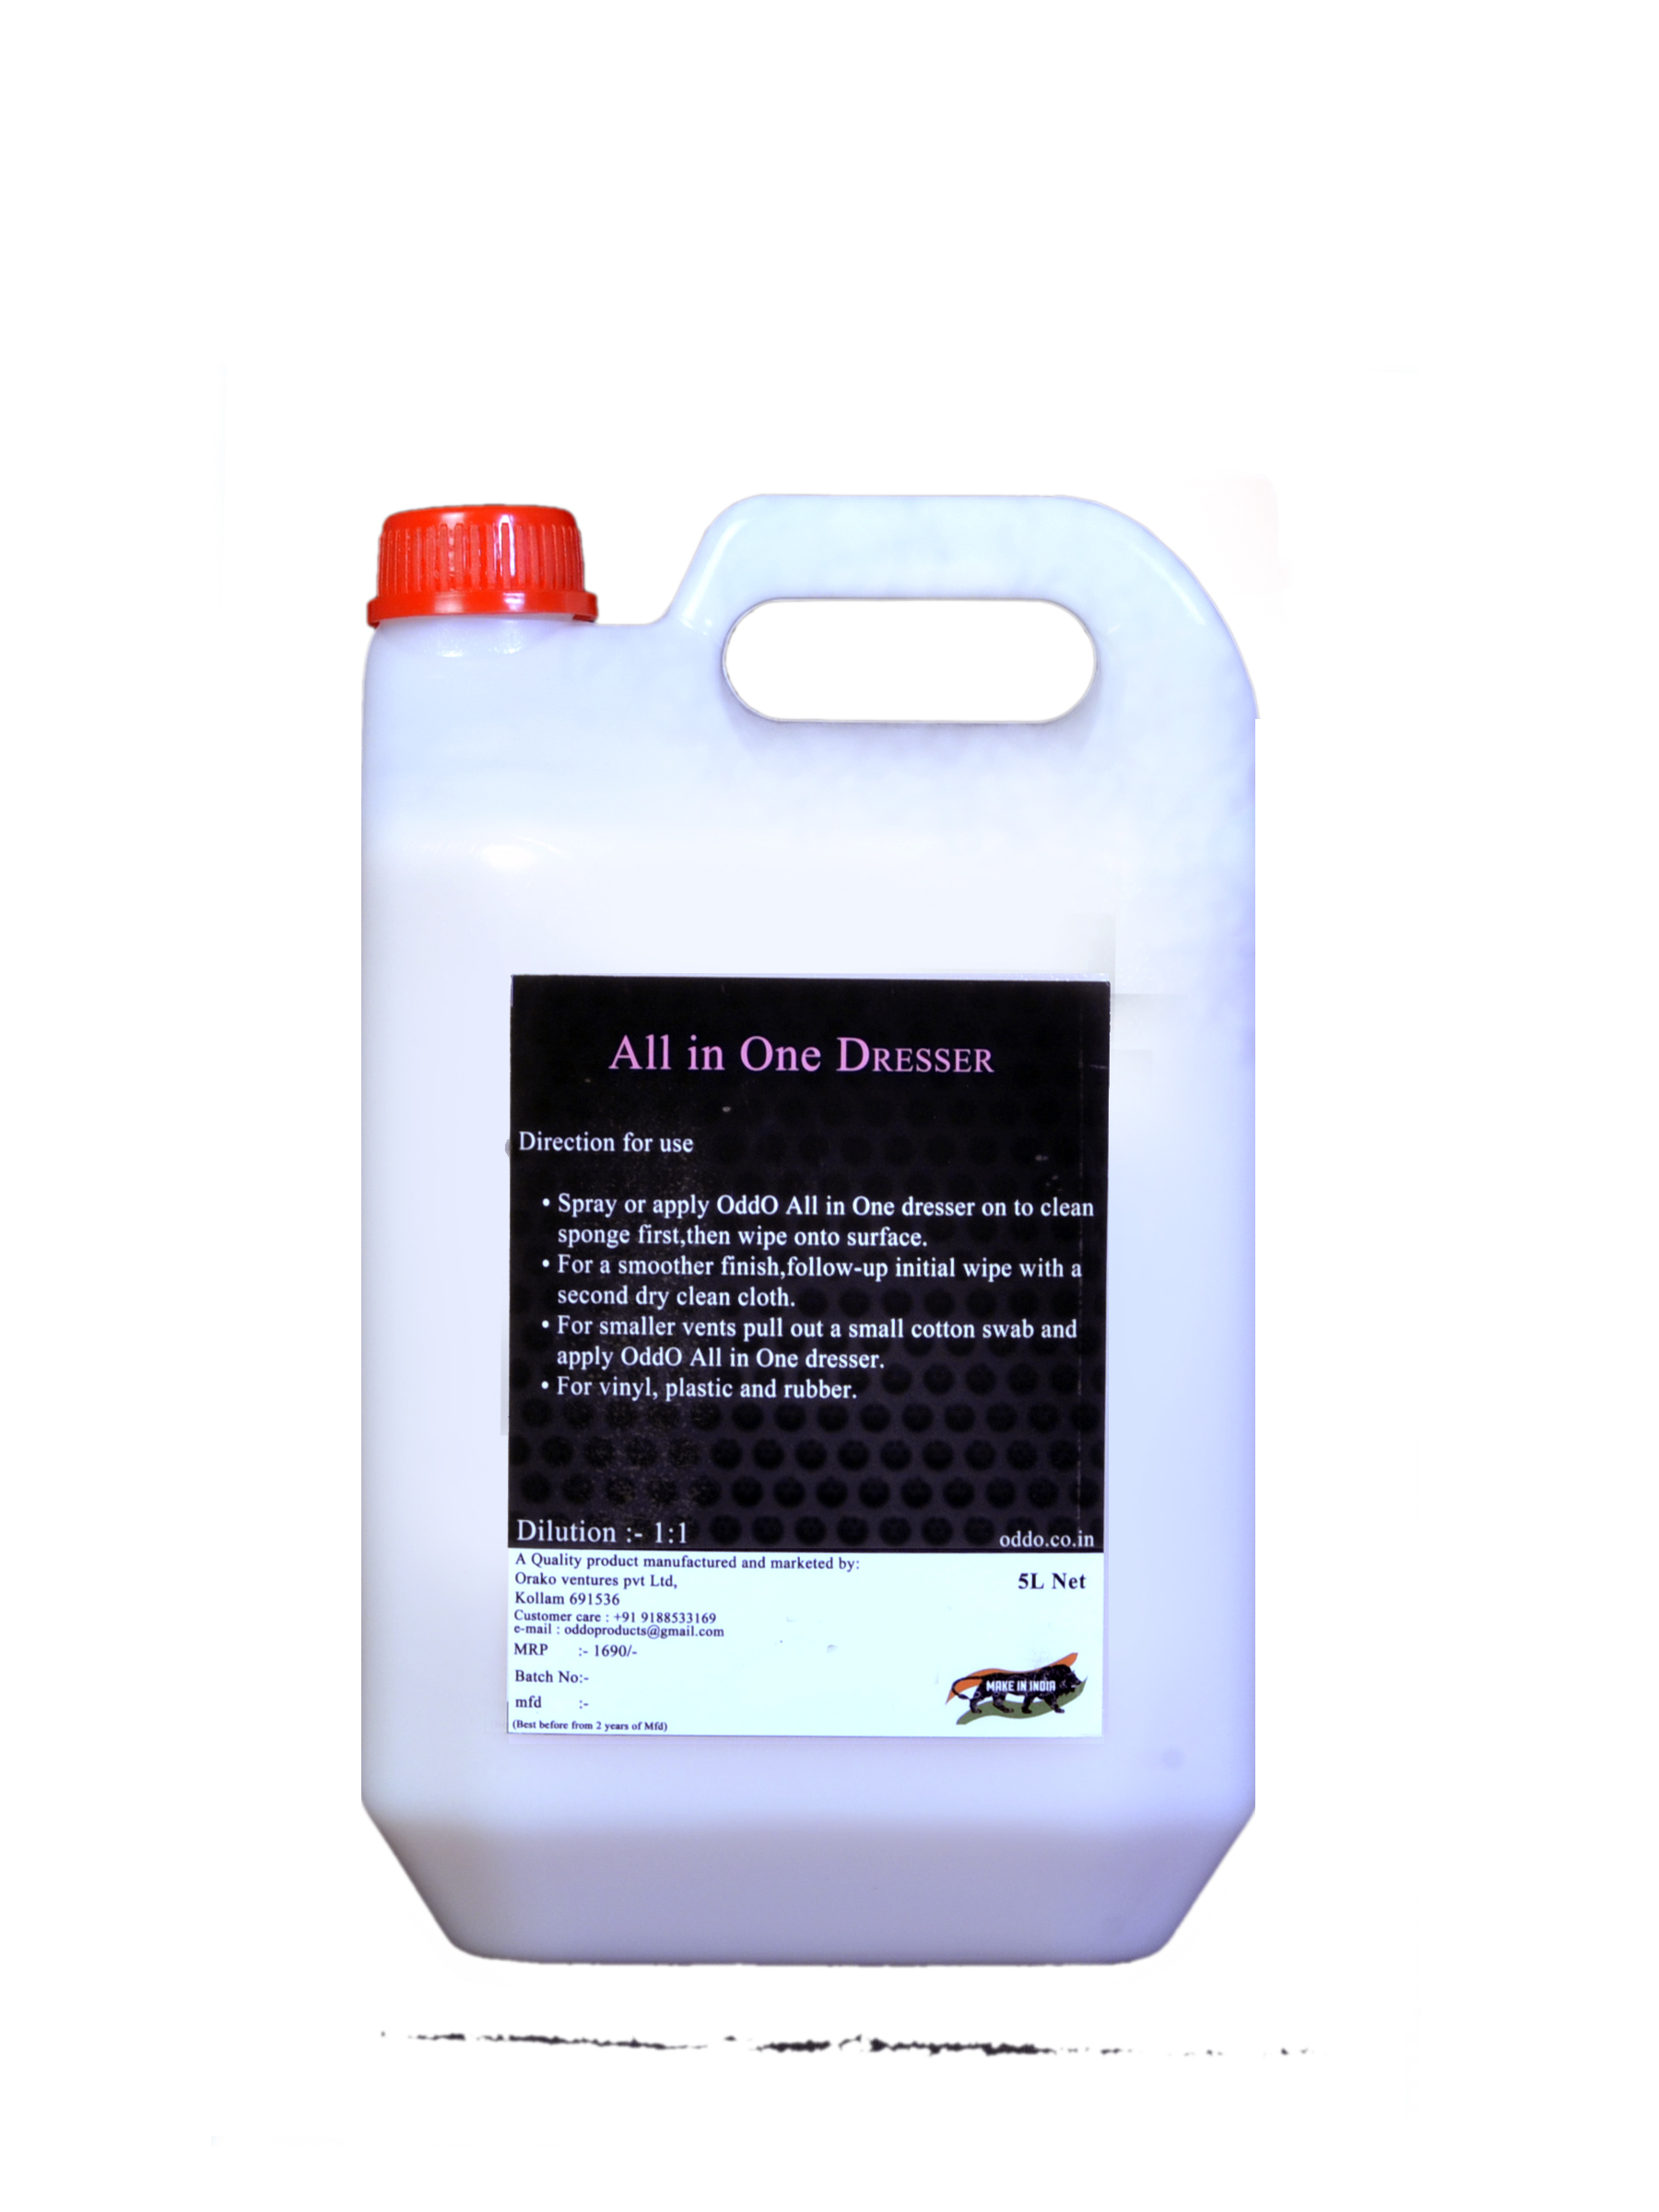 All in One DRESSER
Direction for use
• Spray or apply OddO All in One dresser on to clean
sponge first,then wipe onto surface.
• For a smoother finish,follow-up initial wipe with a
second dry clean cloth.
• For smaller vents pull out a small cotton swab and
apply OddO All in One dresser.
• For vinyl, plastic and rubber.
Dilution :- 1:1
oddo.co.in
A Quality product manufactured and marketed by:
Orako ventures pvt Ltd,
5L Net
Kollam 691536
Customer care : +91 9188533169
e-mail : oddoproducts@gmail.com
MRP :- 1690/-
Batch No:-
MAKE IN INDIA
mfd :-
(Best before from 2 years of Mfd)